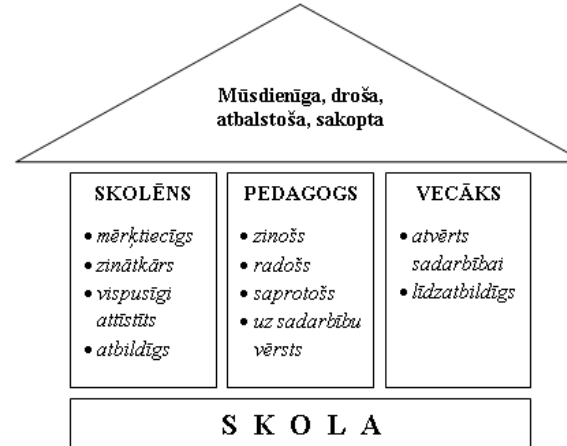 Mūsdienīga, droša,
atbalstoša, sakopta
SKOLĒNS
• mērķtiecīgs
• zinātkārs
• vispusīgi
attīstīts
• atbildīgs
PEDAGOGS
• zinošs
• radošs
• saprotošs
• uz sadarbību
vērsts
VECĀKS
• atvērts
sadarbībai
• līdzatbildīgs
S K O L A